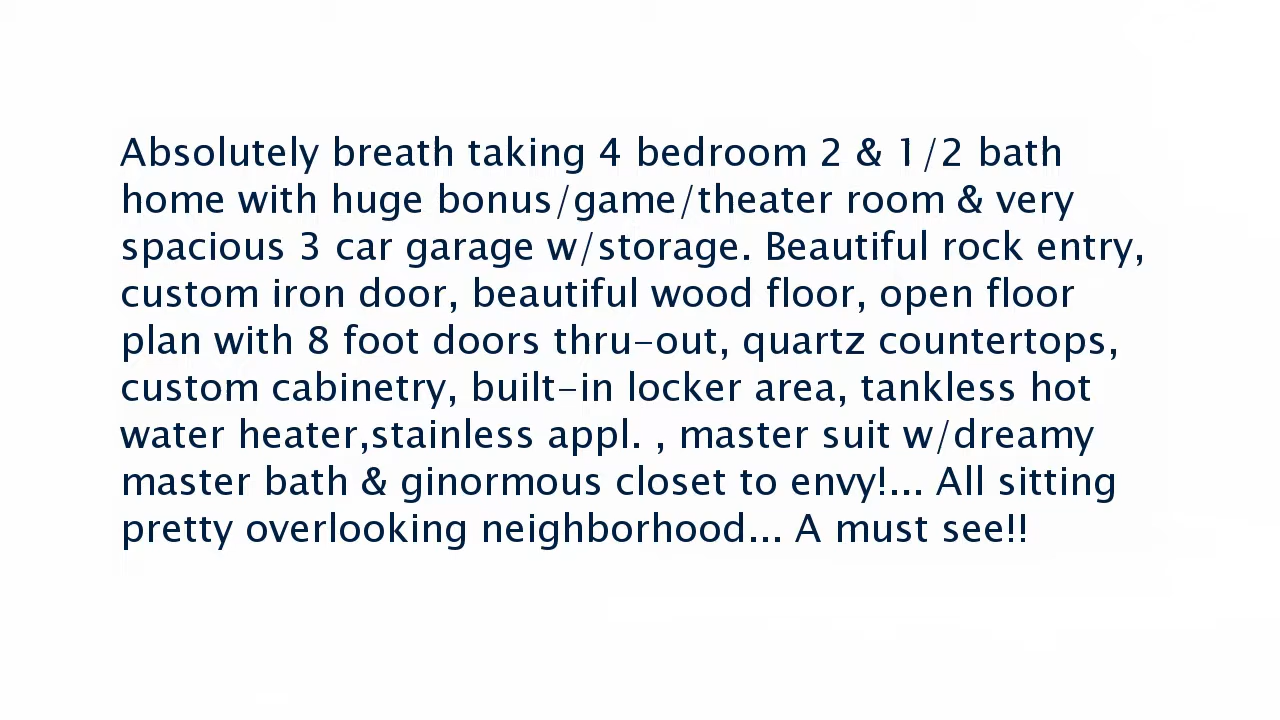 Absolutely breath taking 4 bedroom 2 & 1/2 bath
home with huge bonus/game/theater room & very
spacious 3 car garage w/storage. Beautiful rock entry,
custom iron door, beautiful wood floor, open floor
plan with 8 foot doors thru-out, quartz countertops,
custom cabinetry, built-in locker area, tankless hot
water heater,stainless appl. , master suit w/dreamy
master bath & ginormous closet to envy!... All sitting
pretty overlooking neighborhood... A must see!!